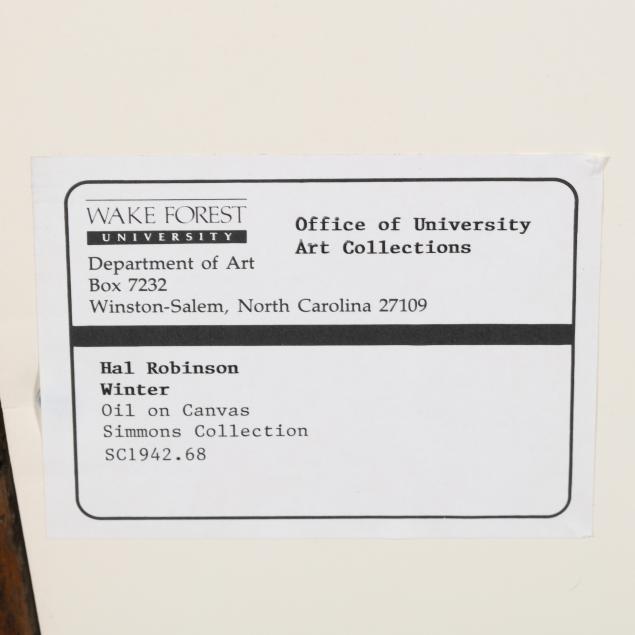 WAKE FOREST
UNIVERSITY
Department of Art
Box 7232
Winston-Salem, North Carolina 27109
Office of University
Art Collections
Hal Robinson
Winter
Oil on Canvas
Simmons Collection
SC1942.68